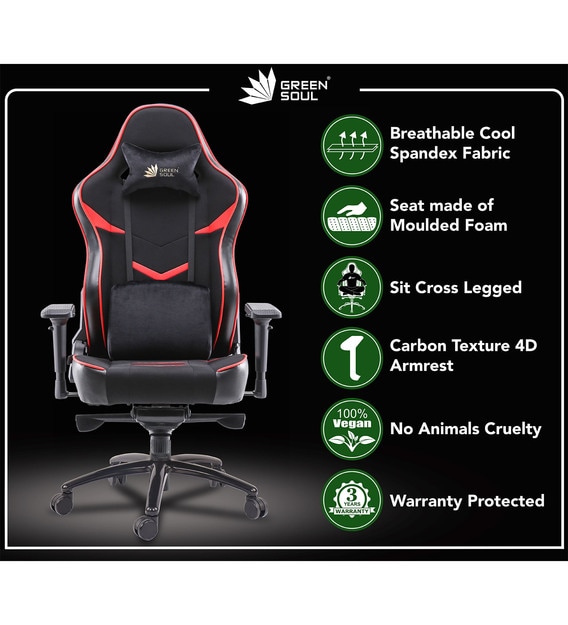 GREEN
SOUL®
GREEN
SOUL
Breathable Cool
Spandex Fabric
Seat made of
Moulded Foam
Sit Cross Legged
Carbon Texture 4D
Armrest
100%
Vegan
No Animals Cruelty
3
YEARS
WARRANTY
Warranty Protected